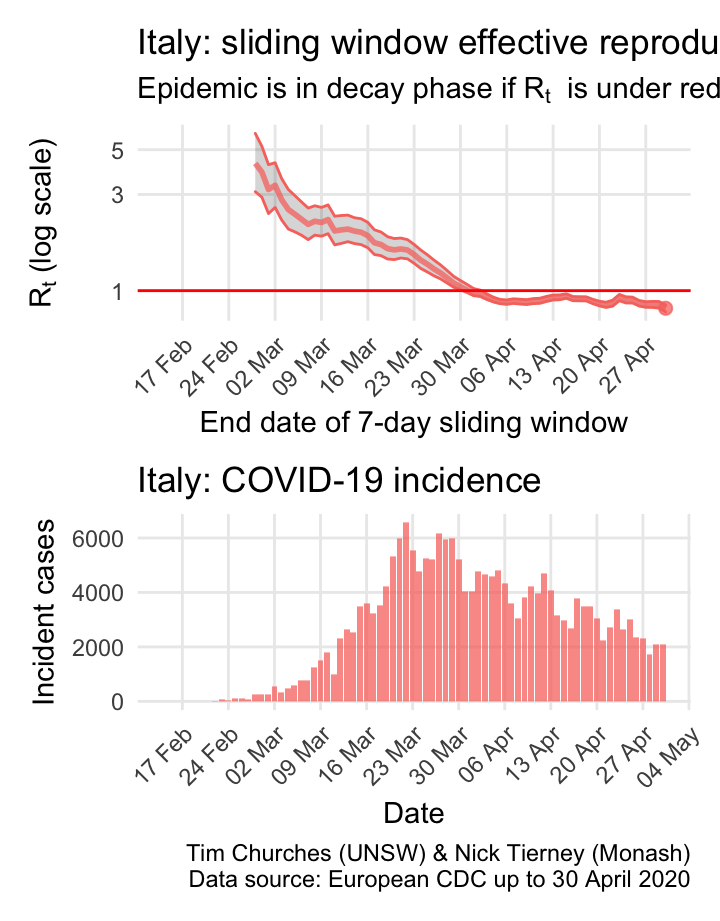 Italy: sliding window effective reprodu
Epidemic is in decay phase if Rt is under red
Rt (log scale)
5
3
1
17 Feb
24 Feb
02 Mar
09 Mar
16 Mar
23 Mar
30 Mar
06 Apr
13 Apr
20 Apr
27 Apr
End date of 7-day sliding window
Italy: COVID-19 incidence
Incident cases
6000
4000
2000
0
17 Feb
24 Feb
02 Mar
09 Mar
16 Mar
23 Mar
30 Mar
06 Apr
13 Apr
20 Apr
27 Apr
04 May
Date
Tim Churches (UNSW) & Nick Tierney (Monash)
Data source: European CDC up to 30 April 2020